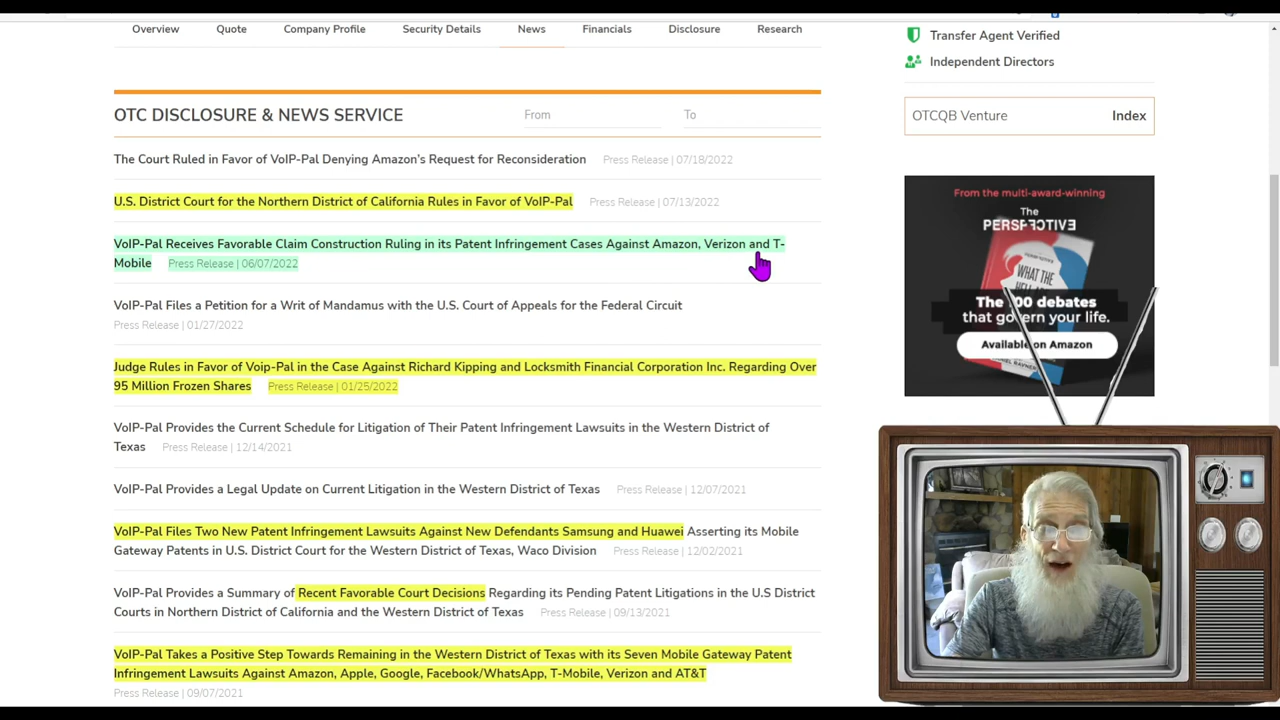 Overview Quote Company Profile Security Details News Financials Disclosure Research
OTC DISCLOSURE & NEWS SERVICE From To
The Court Ruled in Favor of VoIP-Pal Denying Amazon's Request for Reconsideration Press Release | 07/18/2022
U.S. District Court for the Northern District of California Rules in Favor of VoIP-Pal Press Release | 07/13/2022
VoIP-Pal Receives Favorable Claim Construction Ruling in its Patent Infringement Cases Against Amazon, Verizon and T-
Mobile Press Release | 06/07/2022
VoIP-Pal Files a Petition for a Writ of Mandamus with the U.S. Court of Appeals for the Federal Circuit
Press Release | 01/27/2022
Judge Rules in Favor of Voip-Pal in the Case Against Richard Kipping and Locksmith Financial Corporation Inc. Regarding Over
95 Million Frozen Shares Press Release | 01/25/2022
VoIP-Pal Provides the Current Schedule for Litigation of Their Patent Infringement Lawsuits in the Western District of
Texas Press Release | 12/14/2021
VoIP-Pal Provides a Legal Update on Current Litigation in the Western District of Texas Press Release | 12/07/2021
VoIP-Pal Files Two New Patent Infringement Lawsuits Against New Defendants Samsung and Huawei Asserting its Mobile
Gateway Patents in U.S. District Court for the Western District of Texas, Waco Division Press Release | 12/02/2021
VoIP-Pal Provides a Summary of Recent Favorable Court Decisions Regarding its Pending Patent Litigations in the U.S District
Courts in Northern District of California and the Western District of Texas Press Release | 09/13/2021
VoIP-Pal Takes a Positive Step Towards Remaining in the Western District of Texas with its Seven Mobile Gateway Patent
Infringement Lawsuits Against Amazon, Apple, Google, Facebook/WhatsApp, T-Mobile, Verizon and AT&T
Press Release | 09/07/2021
Transfer Agent Verified
Independent Directors
OTCQB Venture Index
From the multi-award-winning
The
PERSPECTIVE
WHAT
THE
The 100 debates
that govern your life.
Available on Amazon